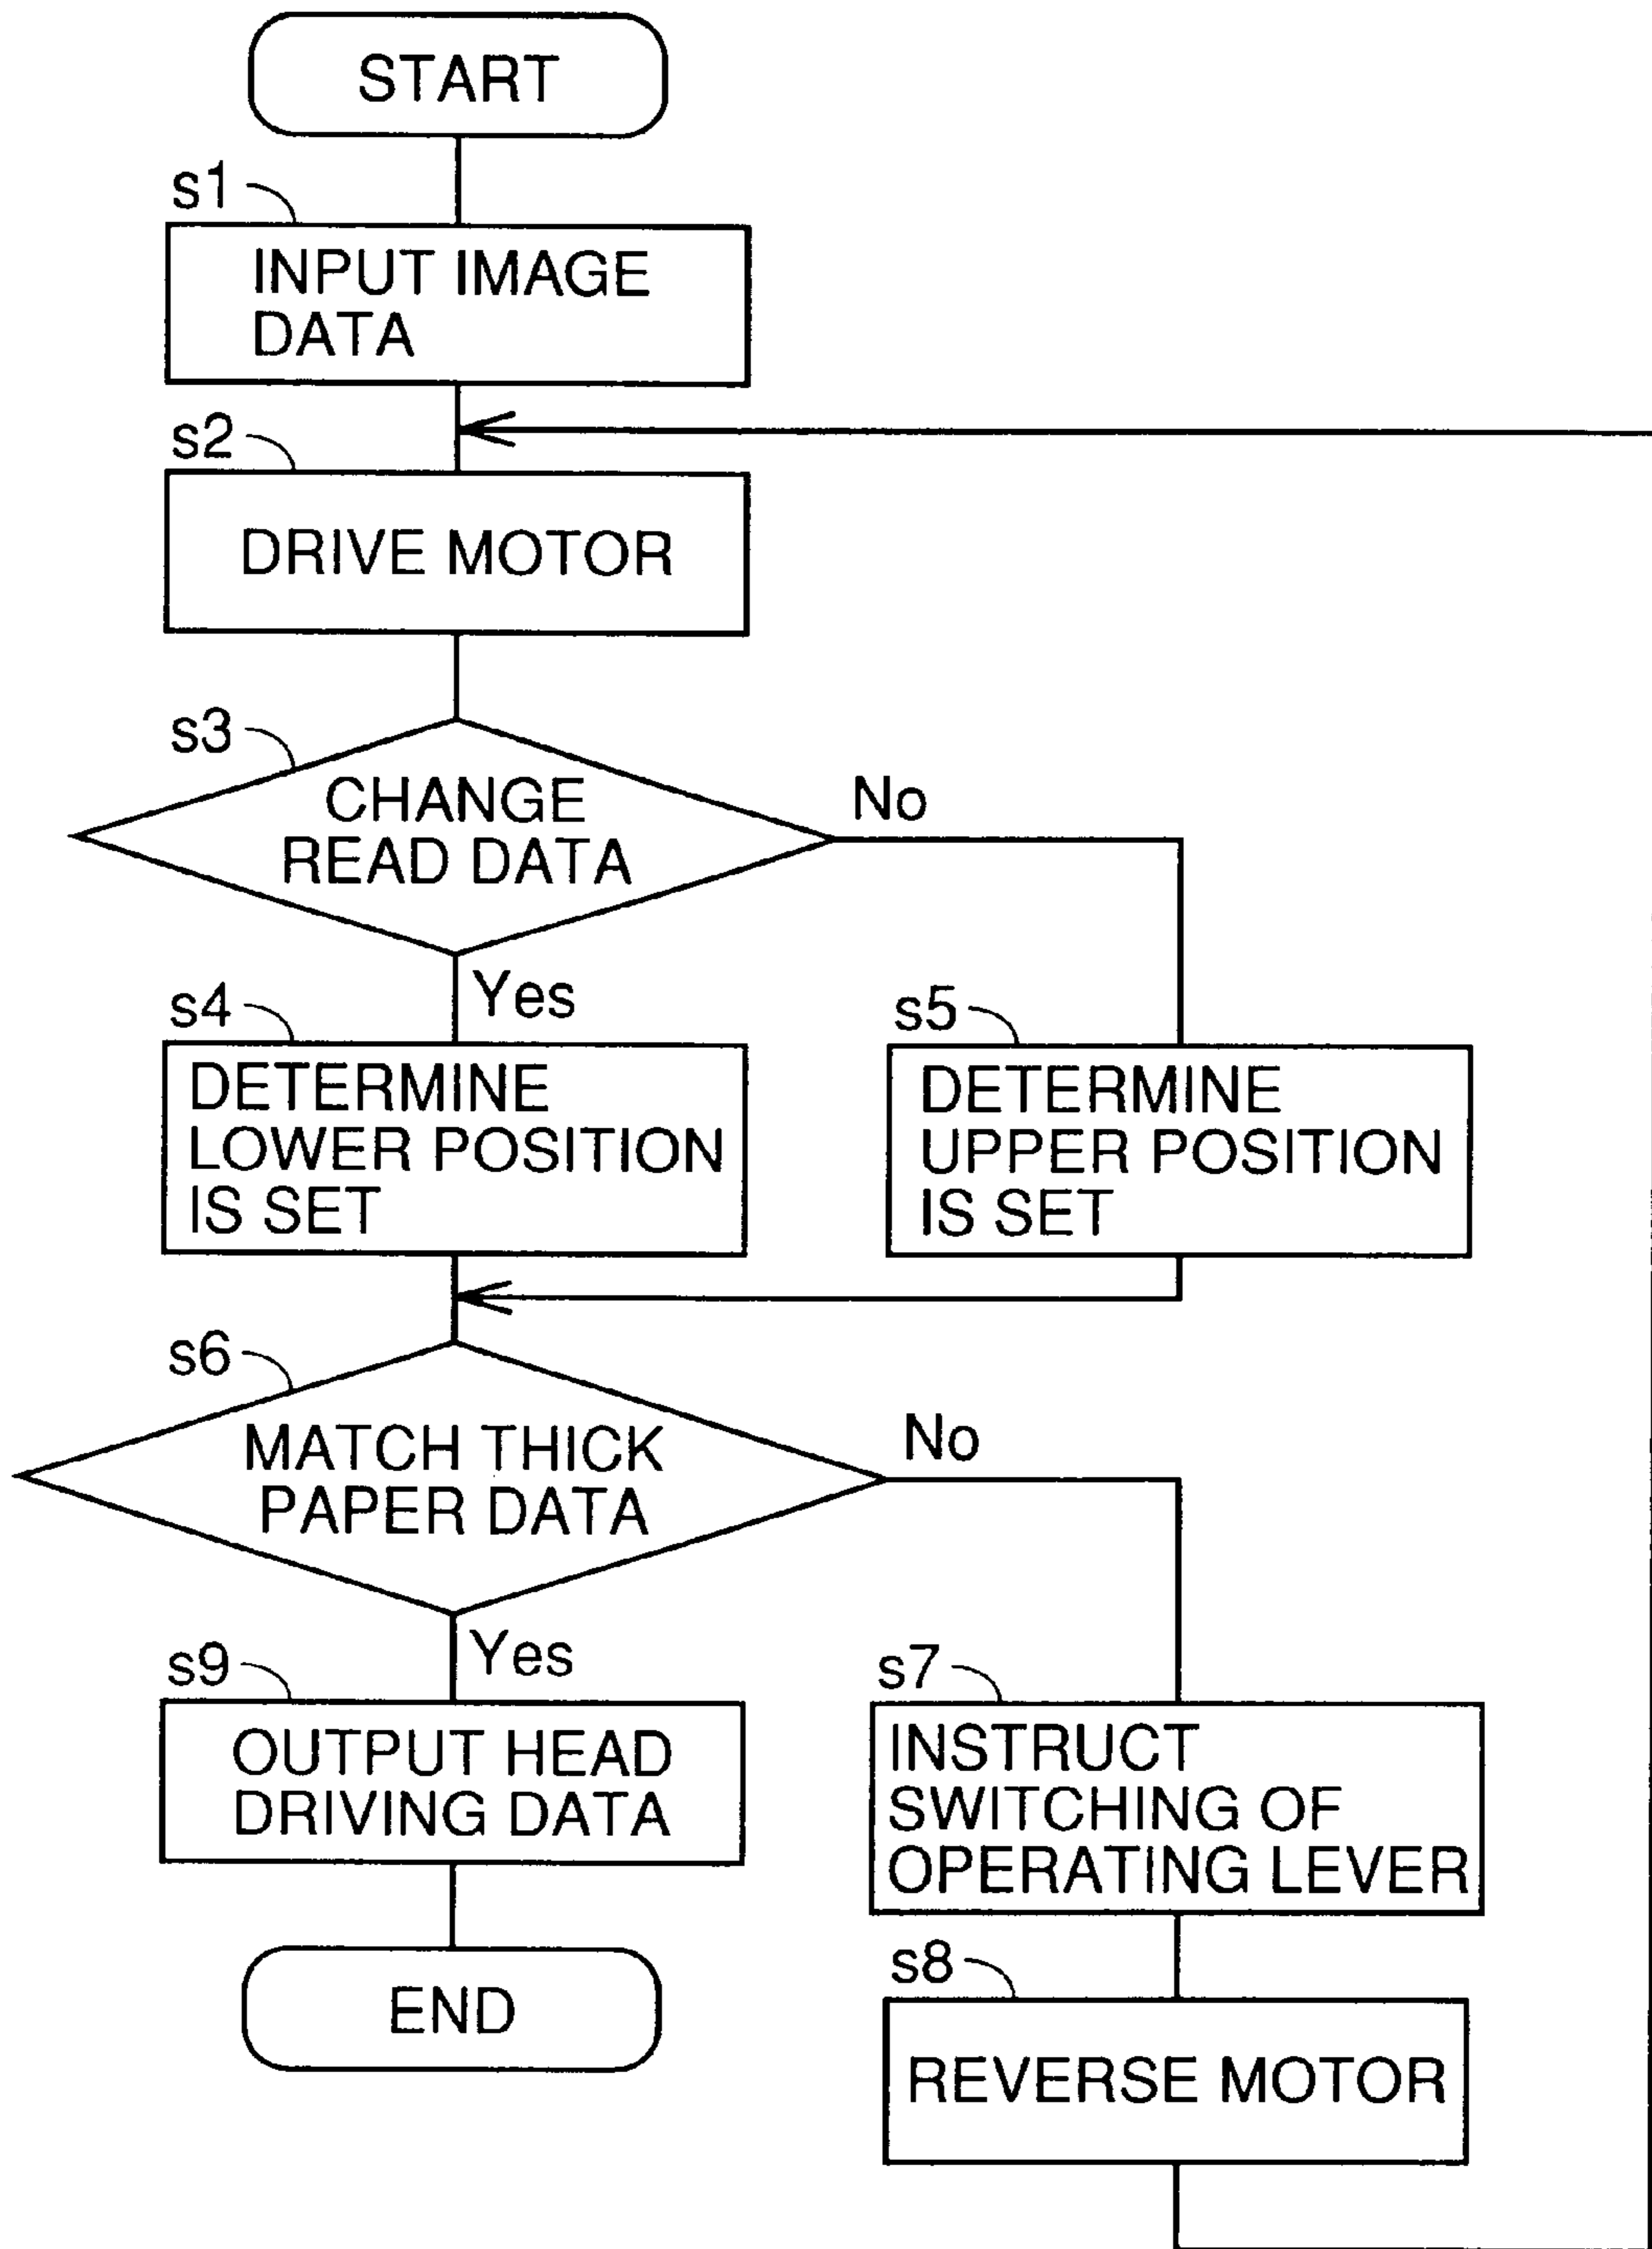 START
s1
INPUT IMAGE
DATA
s2
DRIVE MOTOR
s3
CHANGE
READ DATA
No
Yes
s4
DETERMINE
LOWER POSITION
IS SET
s5
DETERMINE
UPPER POSITION
IS SET
s6
MATCH THICK
PAPER DATA
No
Yes
s9
OUTPUT HEAD
DRIVING DATA
s7
INSTRUCT
SWITCHING OF
OPERATING LEVER
END
s8
REVERSE MOTOR